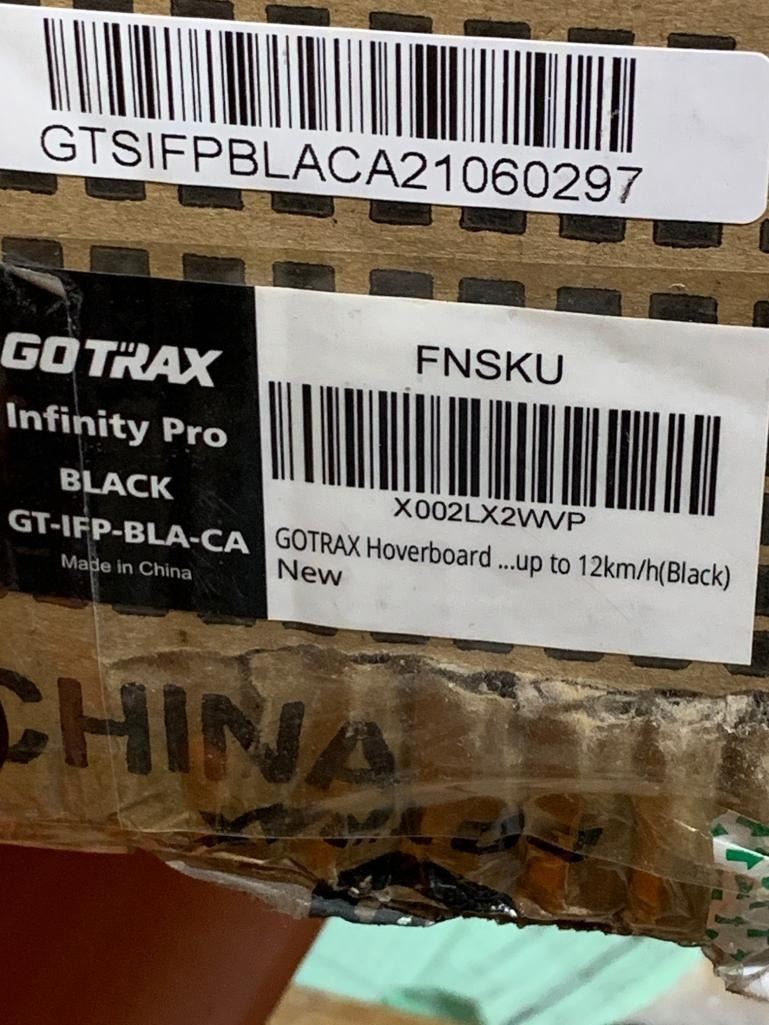 GTSIFPBLACA21060297
GOTRAX
Infinity Pro
BLACK
GT-IFP-BLA-CA
Made in China
FNSKU
X002LX2WVP
GOTRAX Hoverboard ...up to 12km/h(Black)
New
CHINA